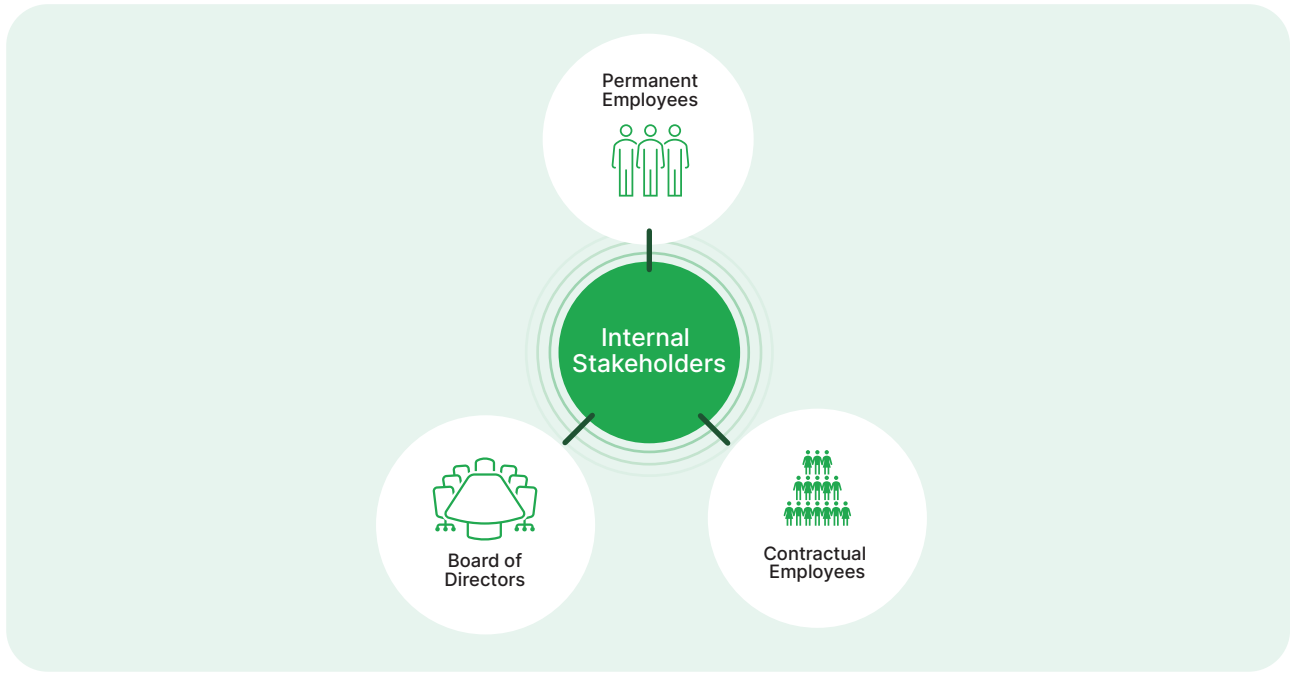 Permanent
Employees
Internal
Stakeholders
Board of
Directors
Contractual
Employees